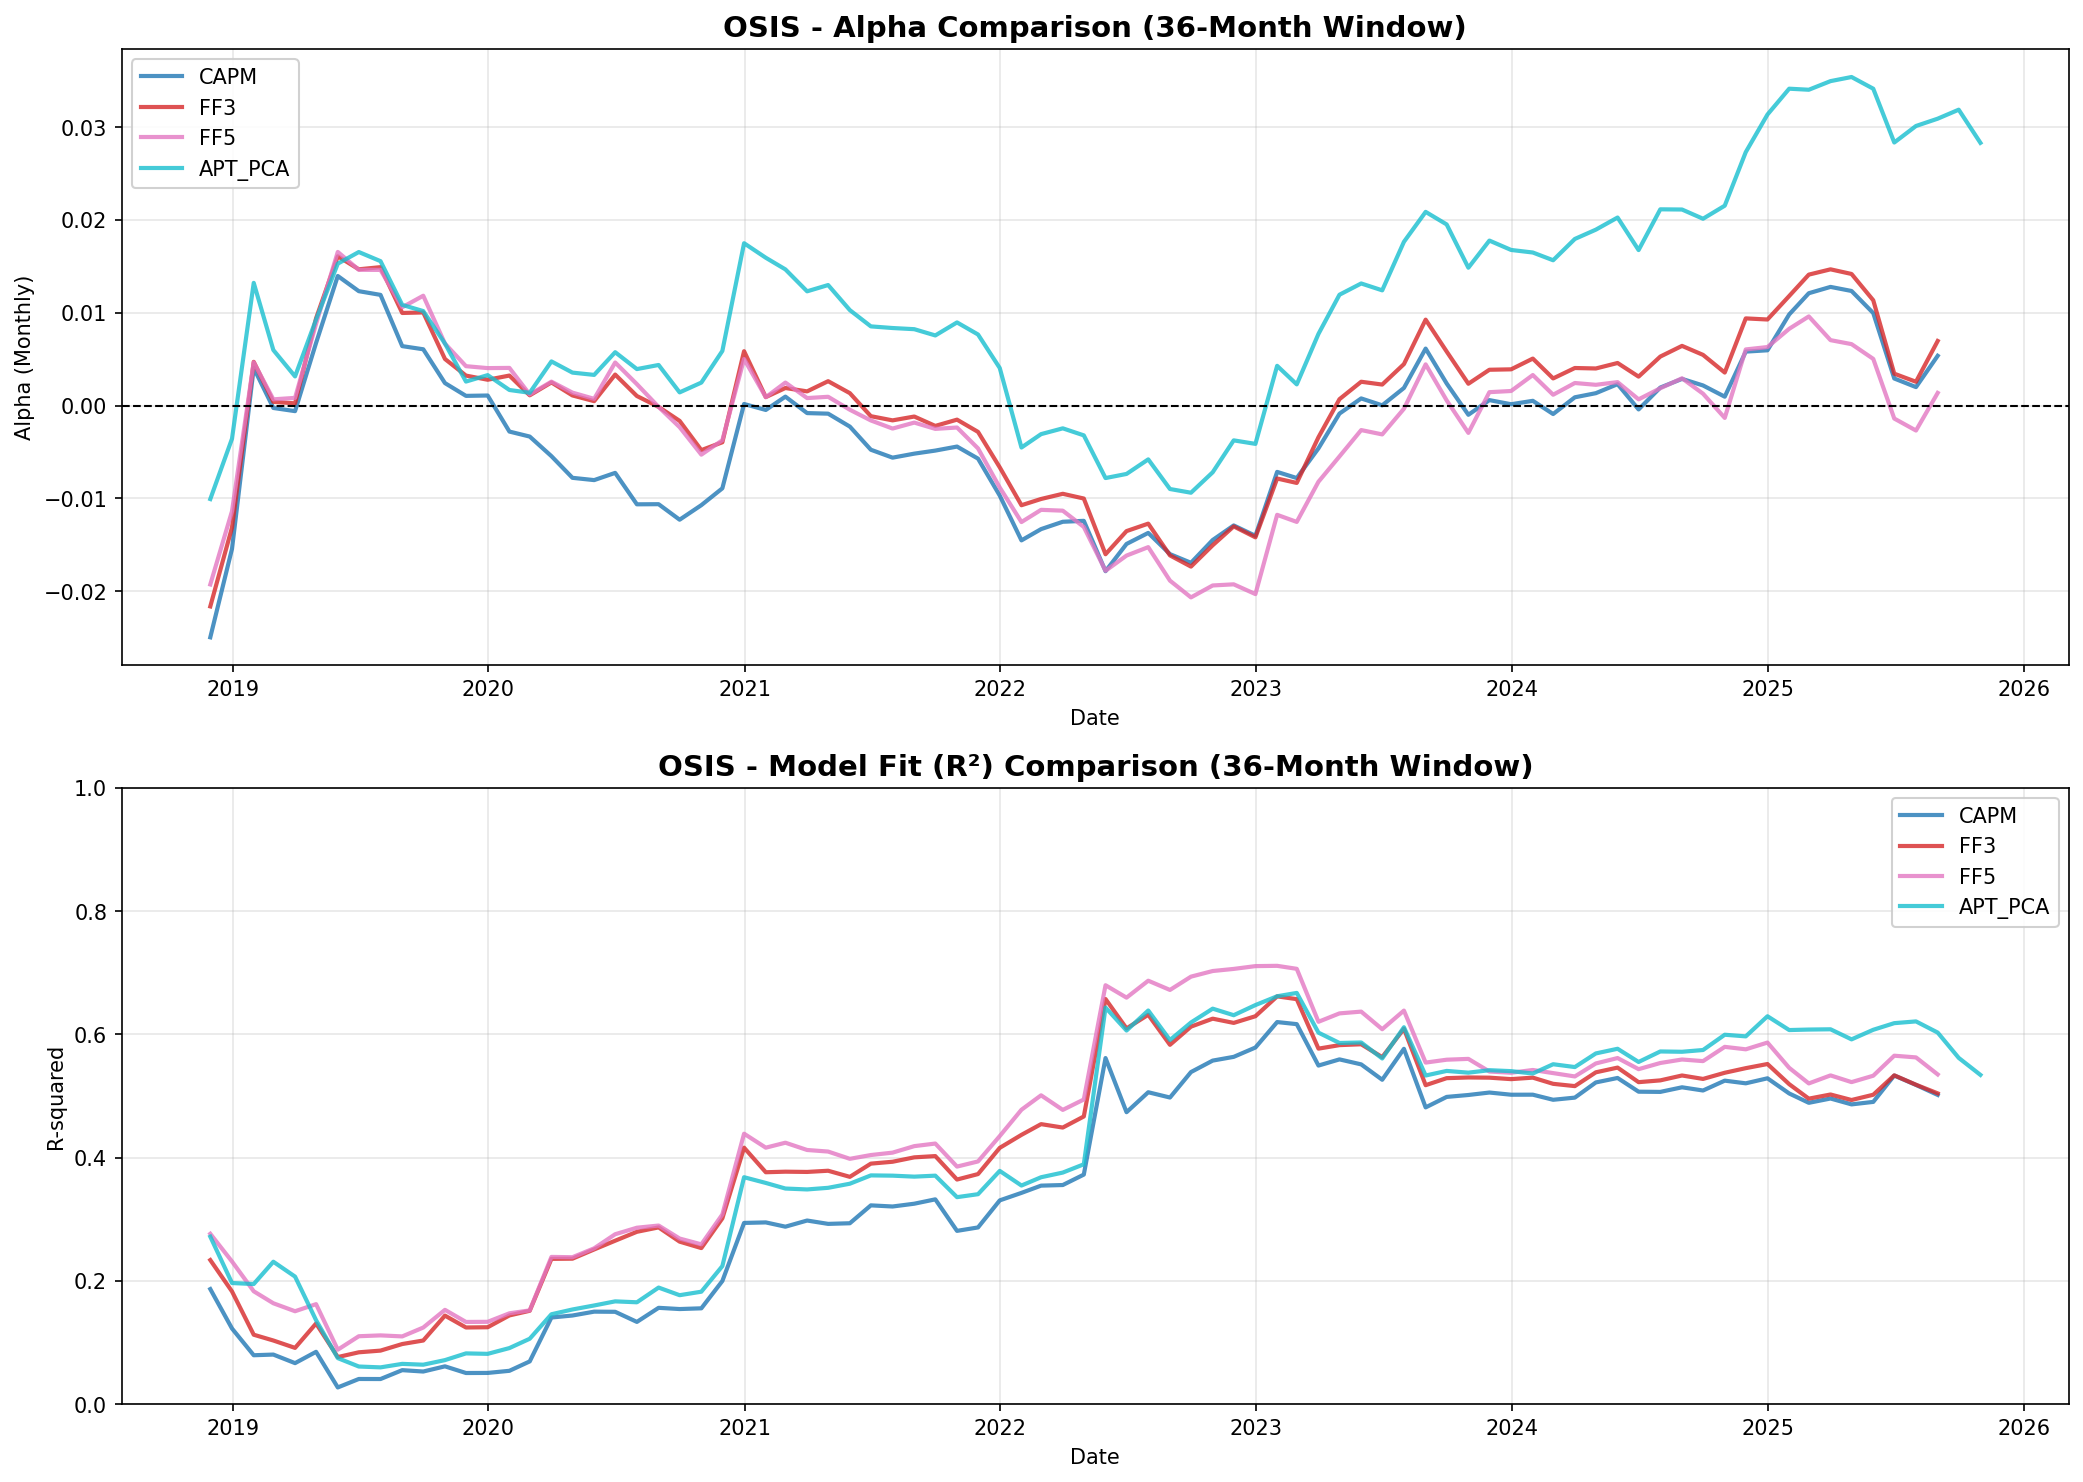 OSIS - Alpha Comparison (36-Month Window)
CAPM
FF3
FF5
APT_PCA
Alpha (Monthly)
0.03
0.02
0.01
0.00
−0.01
−0.02
2019 2020 2021 2022 2023 2024 2025 2026
Date
OSIS - Model Fit (R²) Comparison (36-Month Window)
CAPM
FF3
FF5
APT_PCA
R-squared
1.0
0.8
0.6
0.4
0.2
0.0
2019 2020 2021 2022 2023 2024 2025 2026
Date